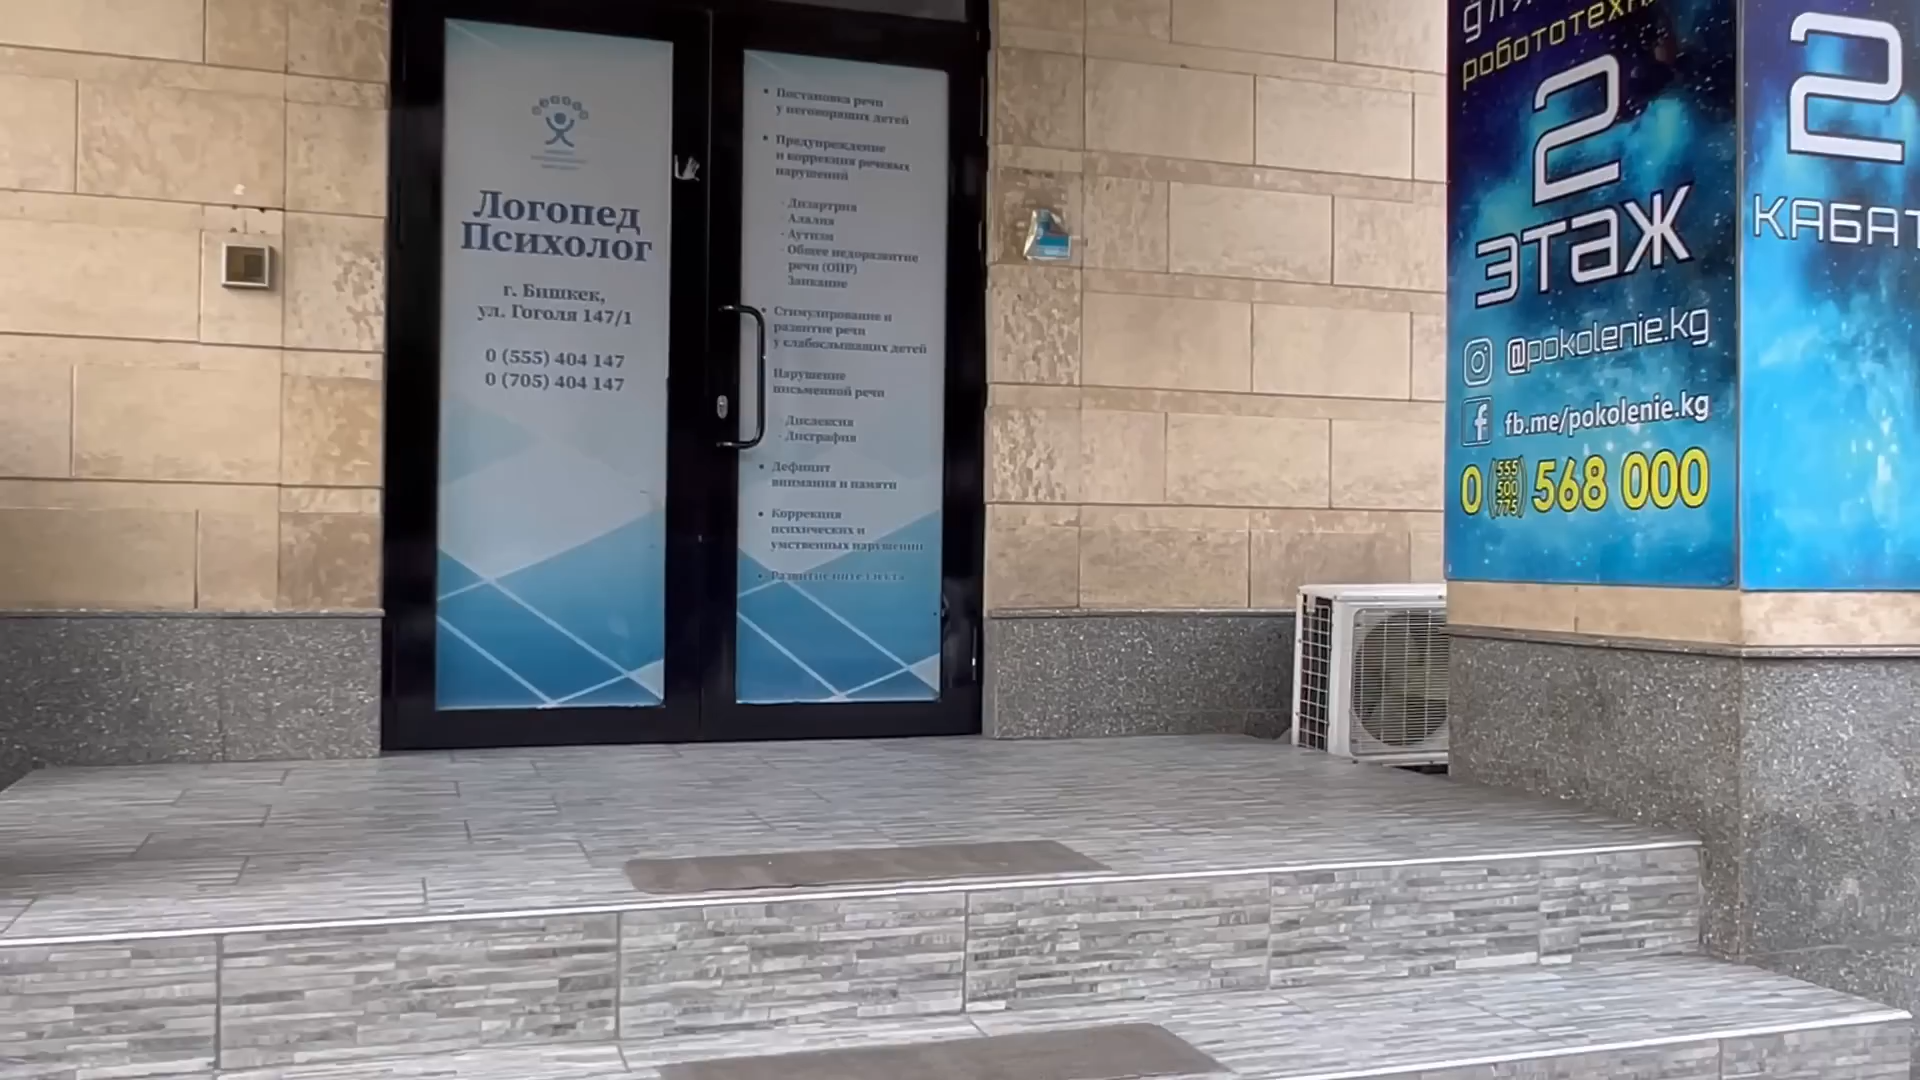 Логопед
Психолог
г. Бишкек,
ул. Гоголя 147/1
0 (555) 404 147
0 (705) 404 147
• Постановка речи
у неговорящих детей
• Предупреждение
и коррекция речевых
нарушений
- Дизартрия
- Алалия
- Аутизм
- Общее недоразвитие
речи (ОНР)
Заикание
• Стимулирование и
развитие речи
у слабослышащих детей
Нарушение
письменной речи
- Дислексия
- Дисграфия
• Дефицит
внимания и памяти
• Коррекция
психических и
умственных нарушений
• Развитие интеллекта
2
этаж
@pokolenie.kg
fb.me/pokolenie.kg
0 (555 500 775) 568 000
2
КАБАТ